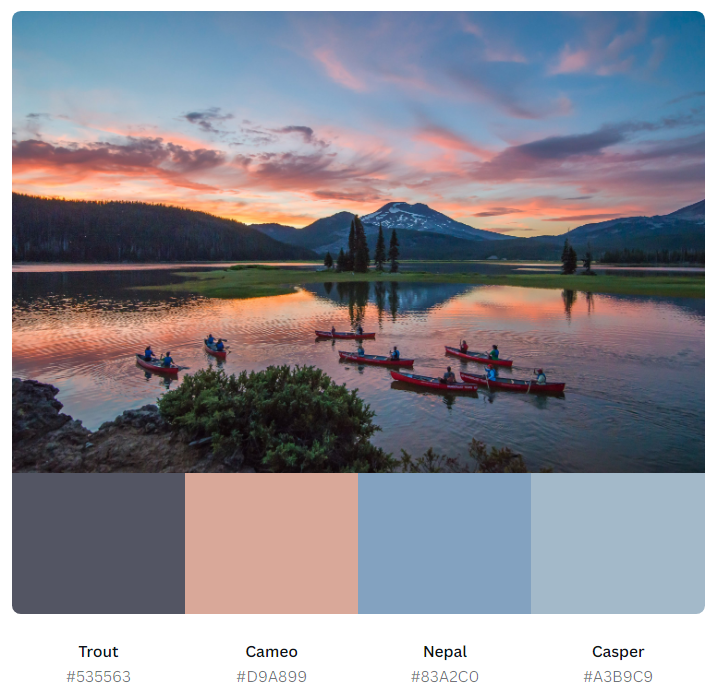 Trout
Cameo
Nepal
Casper
#535563
#D9A899
#83A2C0
#A3B9C9